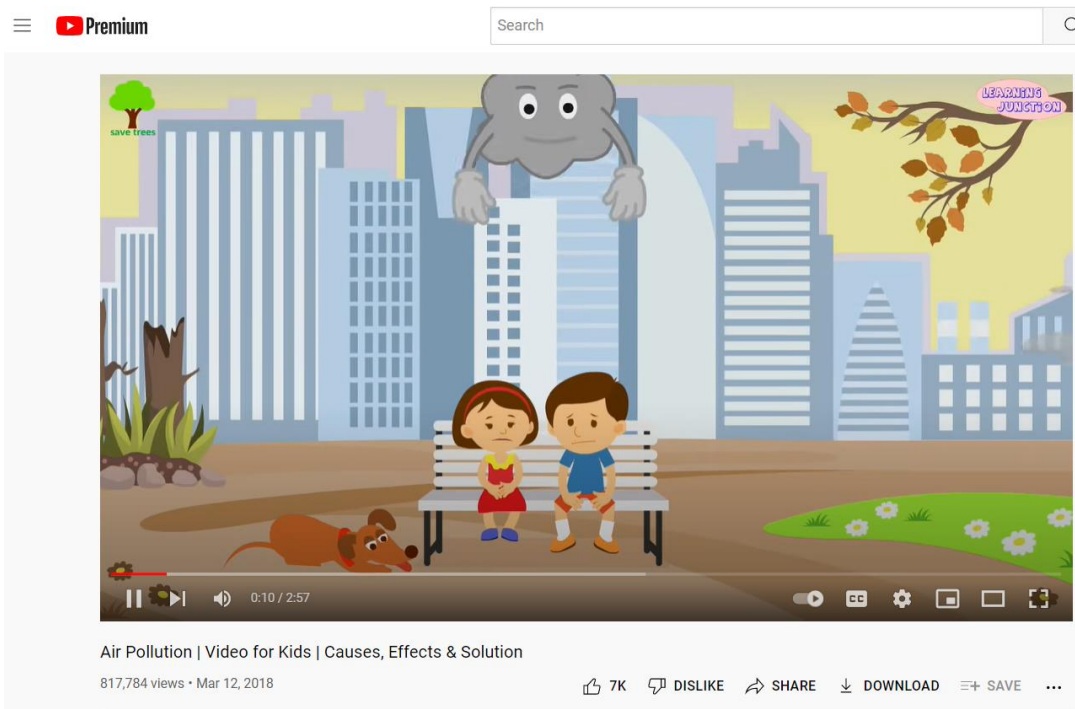 Premium
Search
save trees
LEARNING
JUNCTION
0:10 / 2:57
CC
Air Pollution | Video for Kids | Causes, Effects & Solution
817,784 views • Mar 12, 2018
7K DISLIKE SHARE DOWNLOAD SAVE